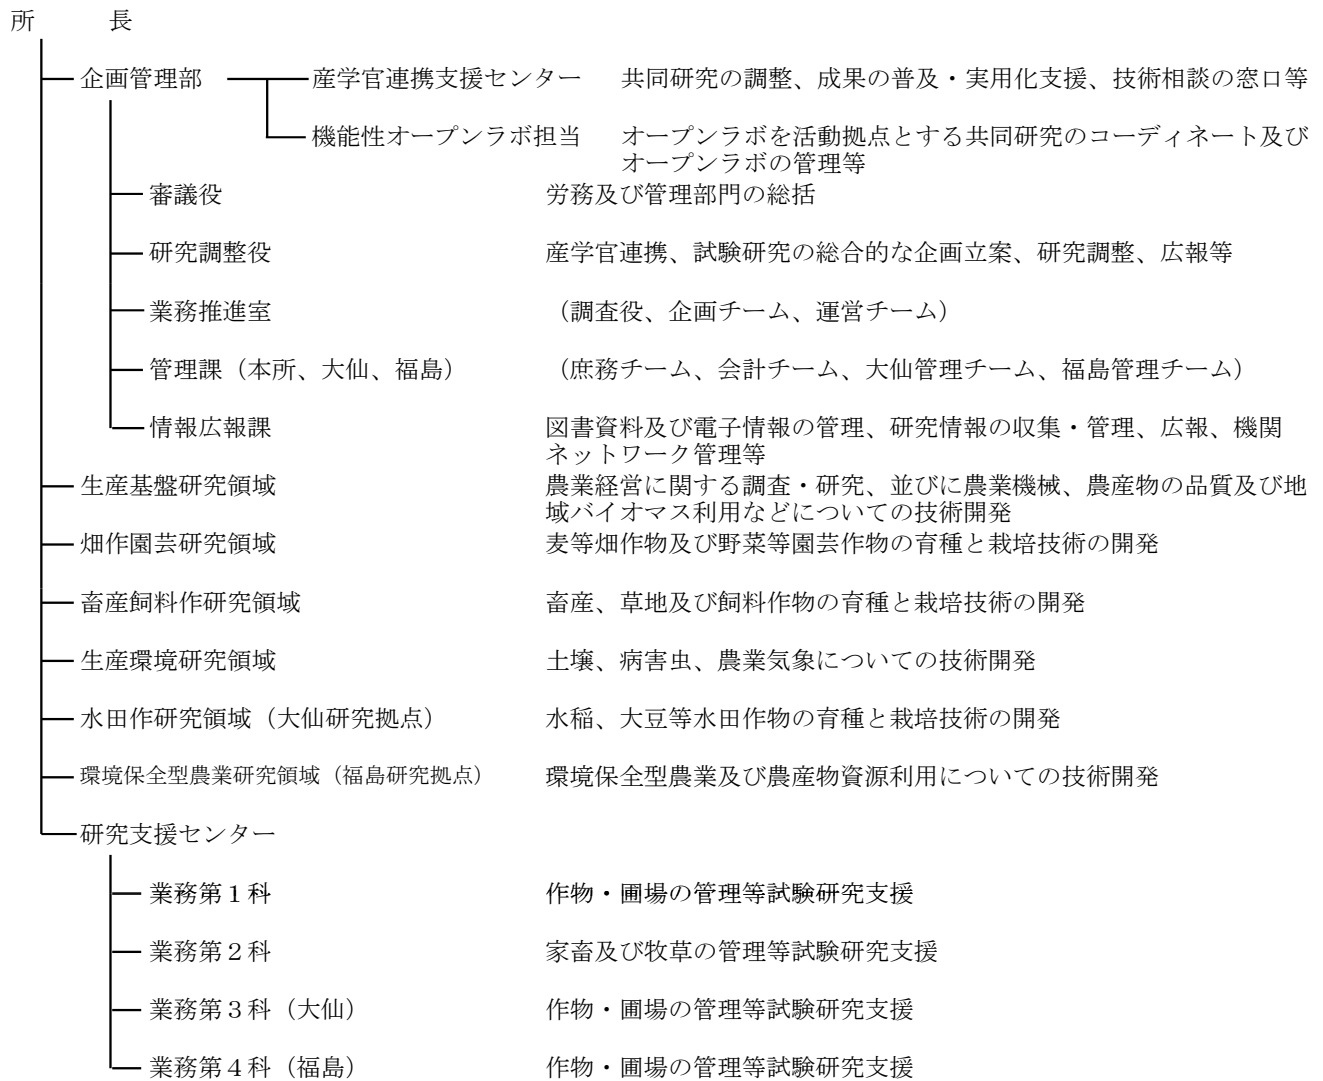 所　　　長
企画管理部　産学官連携支援センター　共同研究の調整、成果の普及・実用化支援、技術相談の窓口等
機能性オープンラボ担当　オープンラボを活動拠点とする共同研究のコーディネート及び
オープンラボの管理等
審議役　労務及び管理部門の総括
研究調整役　産学官連携、試験研究の総合的な企画立案、研究調整、広報等
業務推進室　（調査役、企画チーム、運営チーム）
管理課（本所、大仙、福島）　（庶務チーム、会計チーム、大仙管理チーム、福島管理チーム）
情報広報課　図書資料及び電子情報の管理、研究情報の収集・管理、広報、機関
ネットワーク管理等
生産基盤研究領域　農業経営に関する調査・研究、並びに農業機械、農産物の品質及び地
域バイオマス利用などについての技術開発
畑作園芸研究領域　麦等畑作物及び野菜等園芸作物の育種と栽培技術の開発
畜産飼料作研究領域　畜産、草地及び飼料作物の育種と栽培技術の開発
生産環境研究領域　土壌、病害虫、農業気象についての技術開発
水田作研究領域（大仙研究拠点）　水稲、大豆等水田作物の育種と栽培技術の開発
環境保全型農業研究領域（福島研究拠点）　環境保全型農業及び農産物資源利用についての技術開発
研究支援センター
業務第１科　作物・圃場の管理等試験研究支援
業務第２科　家畜及び牧草の管理等試験研究支援
業務第３科（大仙）　作物・圃場の管理等試験研究支援
業務第４科（福島）　作物・圃場の管理等試験研究支援